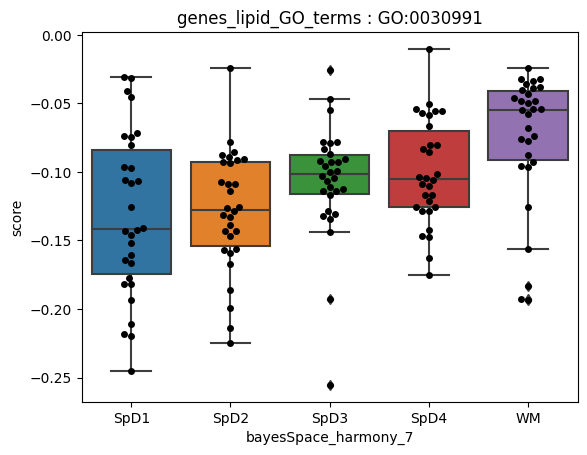 genes_lipid_GO_terms : GO:0030991
0.00
−0.05
−0.10
−0.15
−0.20
−0.25
score
SpD1 SpD2 SpD3 SpD4 WM
bayesSpace_harmony_7